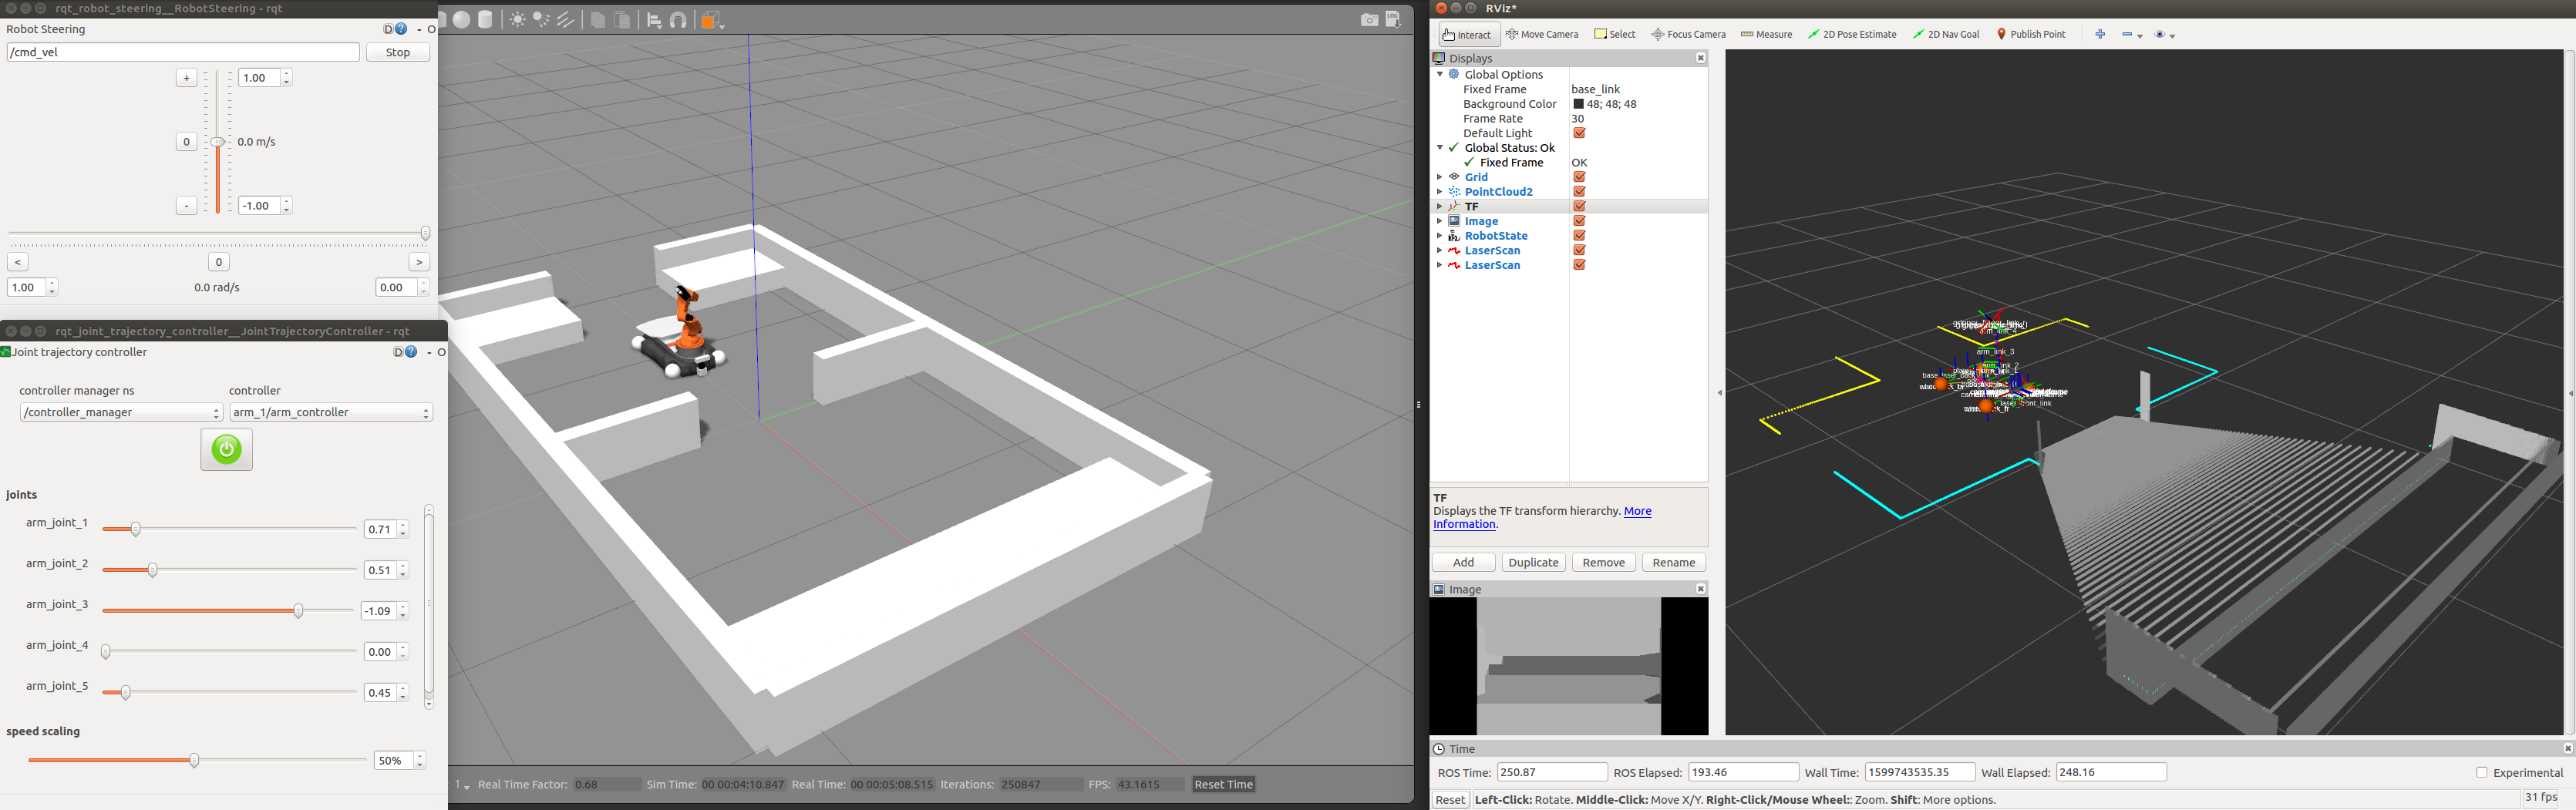 rqt_robot_steering__RobotSteering - rqt
Robot Steering
D ? - O
/cmd_vel Stop
+ 1.00
0 0.0 m/s
- -1.00
< 0 >
1.00 0.0 rad/s 0.00
rqt_joint_trajectory_controller__JointTrajectoryController - rqt
Joint trajectory controller
D ? - O
controller manager ns controller
/controller_manager arm_1/arm_controller
joints
arm_joint_1 0.71
arm_joint_2 0.51
arm_joint_3 -1.09
arm_joint_4 0.00
arm_joint_5 0.45
speed scaling
50%
LOG
1 Real Time Factor: 0.68 Sim Time: 00 00:04:10.847 Real Time: 00 00:05:08.515 Iterations: 250847 FPS: 43.1615 Reset Time
RViz*
Interact Move Camera Select Focus Camera Measure 2D Pose Estimate 2D Nav Goal Publish Point
Displays
Global Options
Fixed Frame base_link
Background Color 48; 48; 48
Frame Rate 30
Default Light
Global Status: Ok
Fixed Frame OK
Grid
PointCloud2
TF
Image
RobotState
LaserScan
LaserScan
TF
Displays the TF transform hierarchy. More
Information.
Add Duplicate Remove Rename
Image
arm_link_3
Time
ROS Time: 250.87 ROS Elapsed: 193.46 Wall Time: 1599743535.35 Wall Elapsed: 248.16 Experimental
Reset Left-Click: Rotate. Middle-Click: Move X/Y. Right-Click/Mouse Wheel:: Zoom. Shift: More options. 31 fps